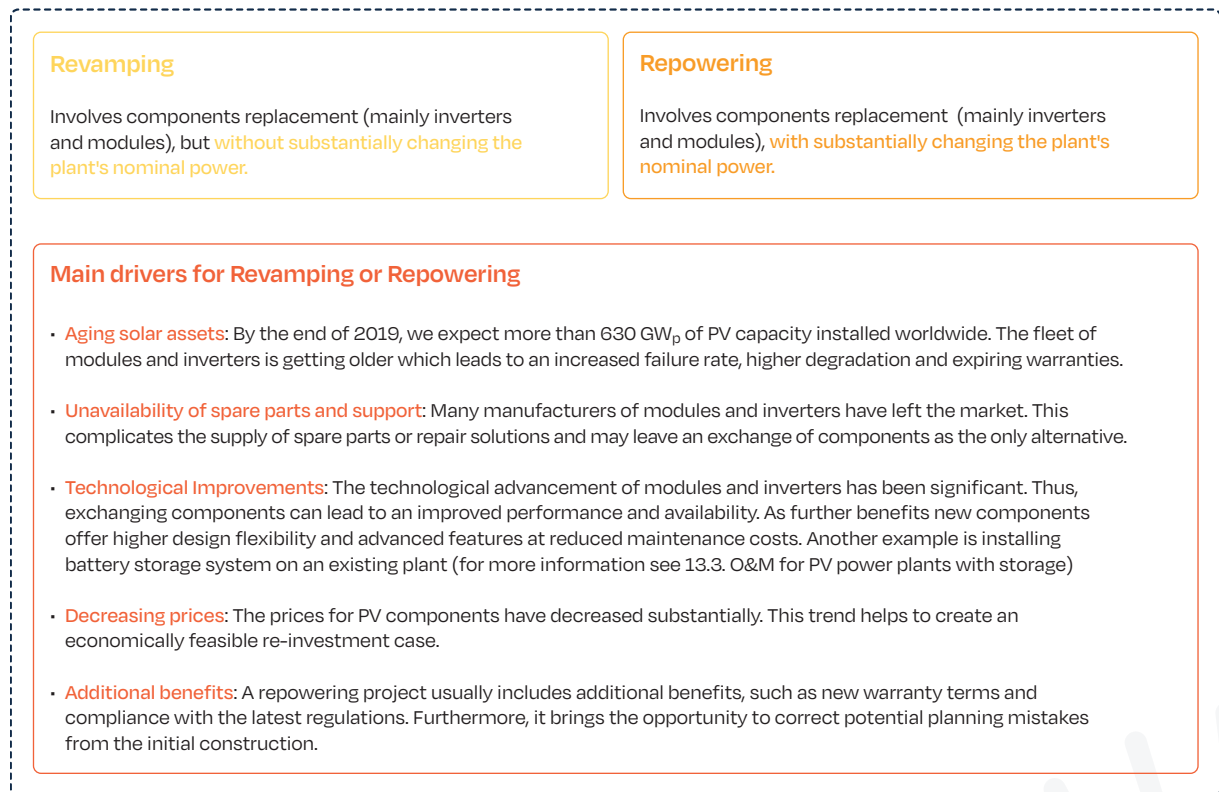 Revamping
Involves components replacement (mainly inverters
and modules), but without substantially changing the
plant's nominal power.
Repowering
Involves components replacement  (mainly inverters
and modules), with substantially changing the plant's
nominal power.
Main drivers for Revamping or Repowering
• Aging solar assets: By the end of 2019, we expect more than 630 GWp of PV capacity installed worldwide. The fleet of
modules and inverters is getting older which leads to an increased failure rate, higher degradation and expiring warranties.
• Unavailability of spare parts and support: Many manufacturers of modules and inverters have left the market. This
complicates the supply of spare parts or repair solutions and may leave an exchange of components as the only alternative.
• Technological Improvements: The technological advancement of modules and inverters has been significant. Thus,
exchanging components can lead to an improved performance and availability. As further benefits new components
offer higher design flexibility and advanced features at reduced maintenance costs. Another example is installing
battery storage system on an existing plant (for more information see 13.3. O&M for PV power plants with storage)
• Decreasing prices: The prices for PV components have decreased substantially. This trend helps to create an
economically feasible re-investment case.
• Additional benefits: A repowering project usually includes additional benefits, such as new warranty terms and
compliance with the latest regulations. Furthermore, it brings the opportunity to correct potential planning mistakes
from the initial construction.